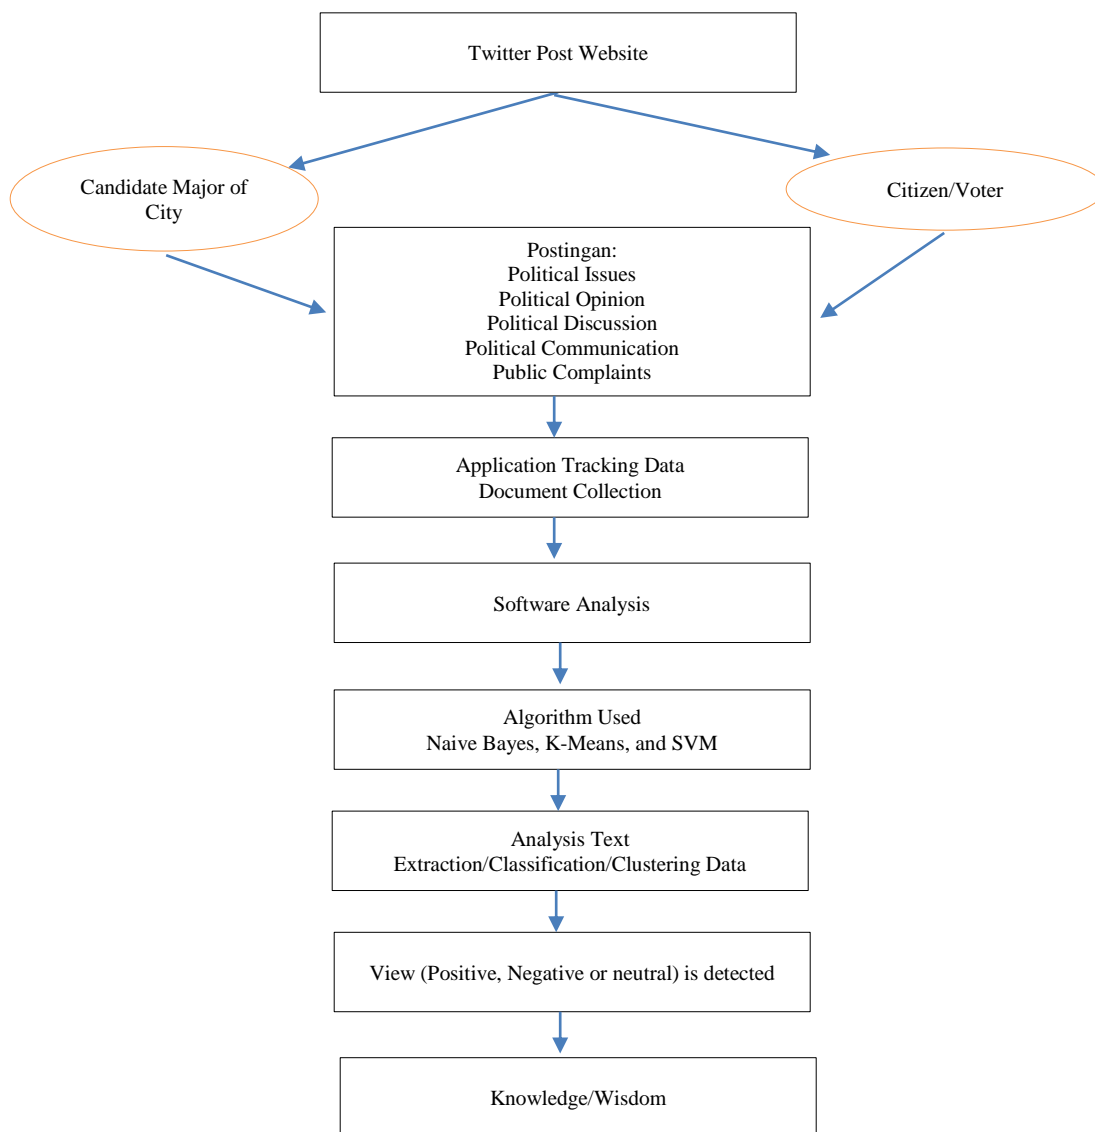 Twitter Post Website
Candidate Major of
City
Citizen/Voter
Postingan:
Political Issues
Political Opinion
Political Discussion
Political Communication
Public Complaints
Application Tracking Data
Document Collection
Software Analysis
Algorithm Used
Naive Bayes, K-Means, and SVM
Analysis Text
Extraction/Classification/Clustering Data
View (Positive, Negative or neutral) is detected
Knowledge/Wisdom